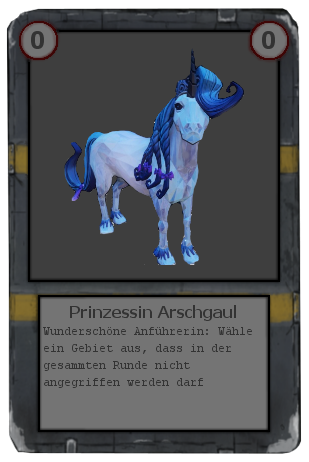 0 0
Prinzessin Arschgaul
Wunderschöne Anführerin: Wähle
ein Gebiet aus, dass in der
gesammten Runde nicht
angegriffen werden darf